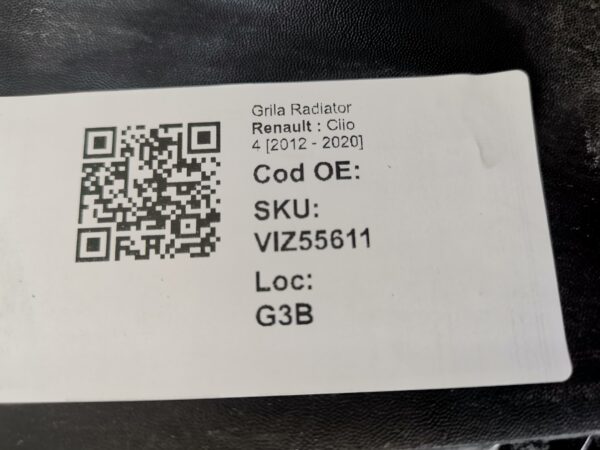 Grila Radiator
Renault : Clio
4 [2012 - 2020]
Cod OE:
SKU:
VIZ55611
Loc:
G3B